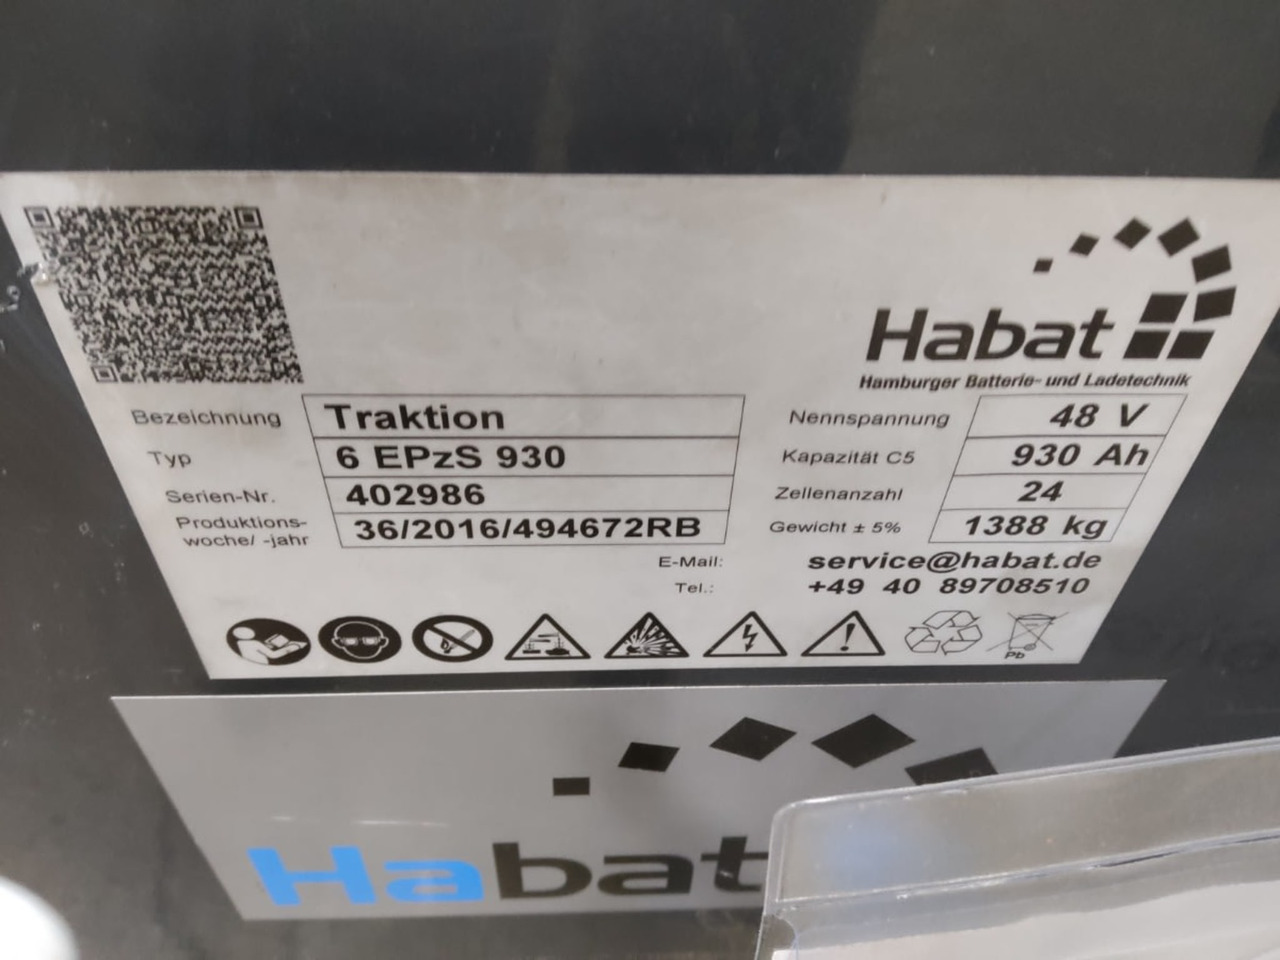 Habat
Hamburger Batterie- und Ladetechnik
Bezeichnung Traktion
Typ 6 EPzS 930
Serien-Nr. 402986
Produktions-
woche/ -jahr 36/2016/494672RB
Nennspannung 48 V
Kapazität C5 930 Ah
Zellenanzahl 24
Gewicht ± 5% 1388 kg
E-Mail: service@habat.de
Tel.: +49 40 89708510
Pb
Habat